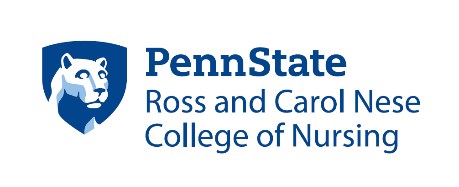 PennState
Ross and Carol Nese
College of Nursing